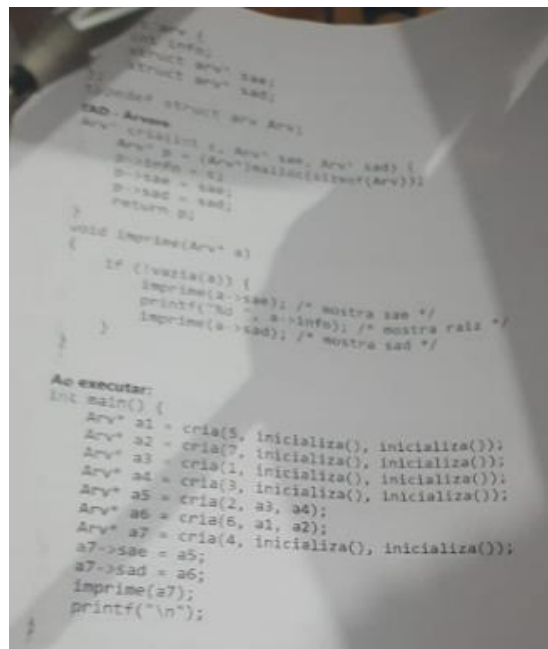 arv {
int info;
struct arv* sae;
struct arv* sad;
};
typedef struct arv Arv;
TAD - Arvore
Arv* cria(int c, Arv* sae, Arv* sad) {
Arv* p = (Arv*)malloc(sizeof(Arv));
p->info = c;
p->sae = sae;
p->sad = sad;
return p;
}
void imprime(Arv* a)
{
if (!vazia(a)) {
imprime(a->sae); /* mostra sae */
printf("%d ", a->info); /* mostra raiz */
imprime(a->sad); /* mostra sad */
}
}
Ao executar:
int main() {
Arv* a1 = cria(5, inicializa(), inicializa());
Arv* a2 = cria(7, inicializa(), inicializa());
Arv* a3 = cria(1, inicializa(), inicializa());
Arv* a4 = cria(3, inicializa(), inicializa());
Arv* a5 = cria(2, a3, a4);
Arv* a6 = cria(6, a1, a2);
Arv* a7 = cria(4, inicializa(), inicializa());
a7->sae = a5;
a7->sad = a6;
imprime(a7);
printf("\n");
}